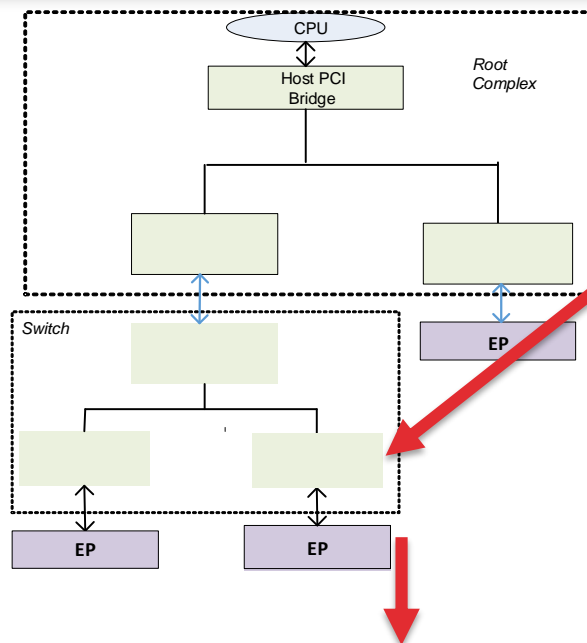 CPU
Host PCI
Bridge
Root
Complex
Switch
EP
EP
EP